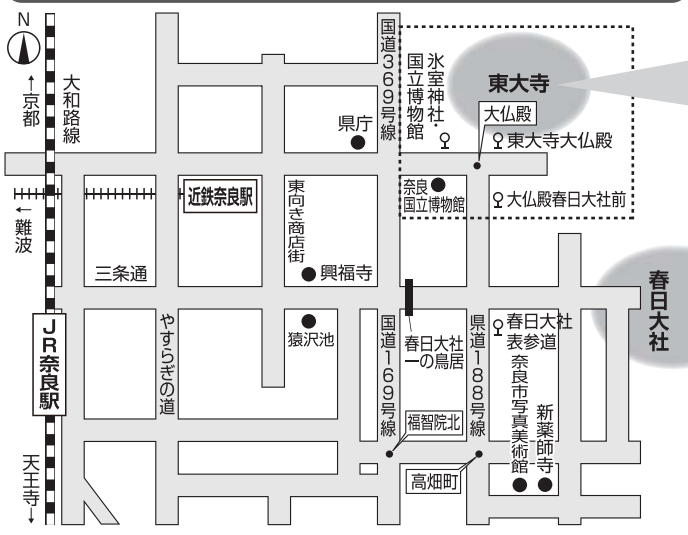 N
↑京都
大和路線
国道369号線
氷室神社・
国立博物館
東大寺
大仏殿
県庁
東大寺大仏殿
近鉄奈良駅
東向き商店街
奈良
国立博物館
大仏殿春日大社前
←難波
三条通
興福寺
春日大社
JR奈良駅
やすらぎの道
猿沢池
国道169号線
春日大社
一の鳥居
県道188号線
春日大社
表参道
奈良市写真美術館
新薬師寺
福智院北
高畑町
天王寺→